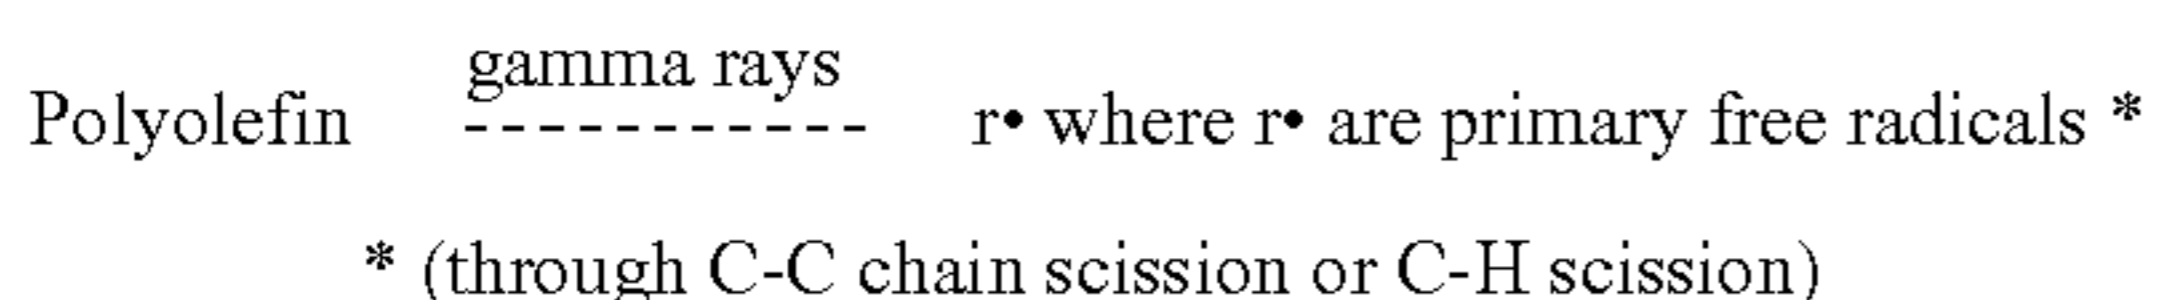 gamma rays
Polyolefin ----------- r• where r• are primary free radicals *
* (through C-C chain scission or C-H scission)